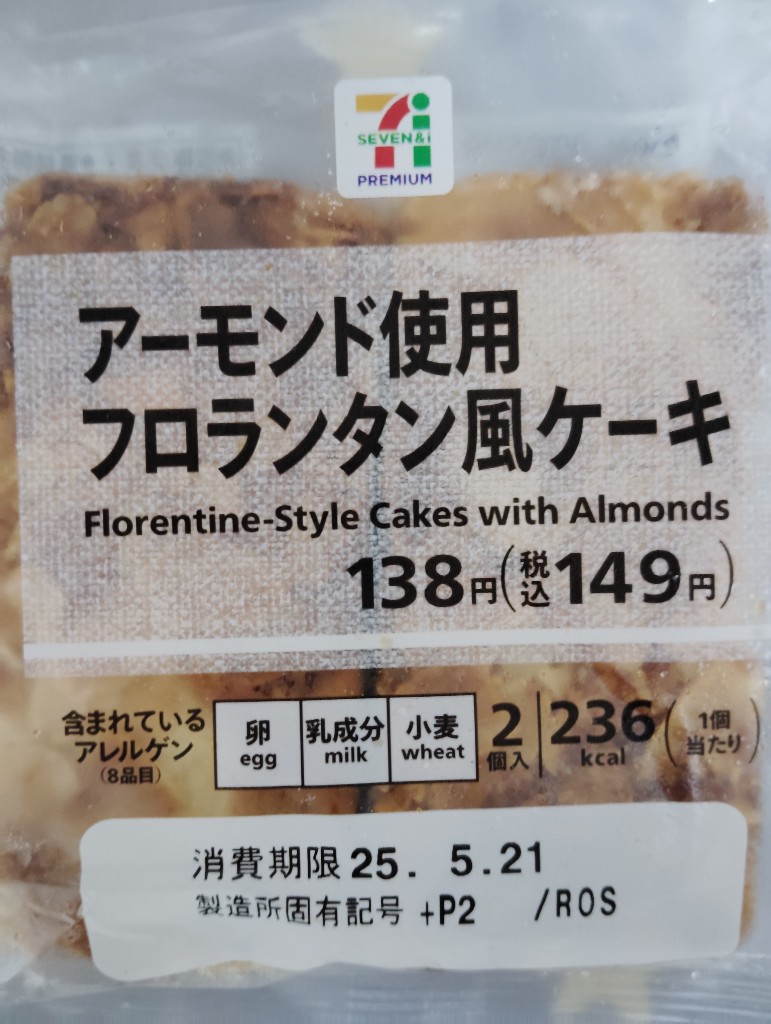 SEVEN&i
PREMIUM
アーモンド使用
フロランタン風ケーキ
Florentine-Style Cakes with Almonds
138円(税込149円)
含まれている
アレルゲン
(8品目)
卵
egg
乳成分
milk
小麦
wheat
2
個入
236
kcal
(1個
当たり)
消費期限 25. 5.21
製造所固有記号 +P2 /ROS